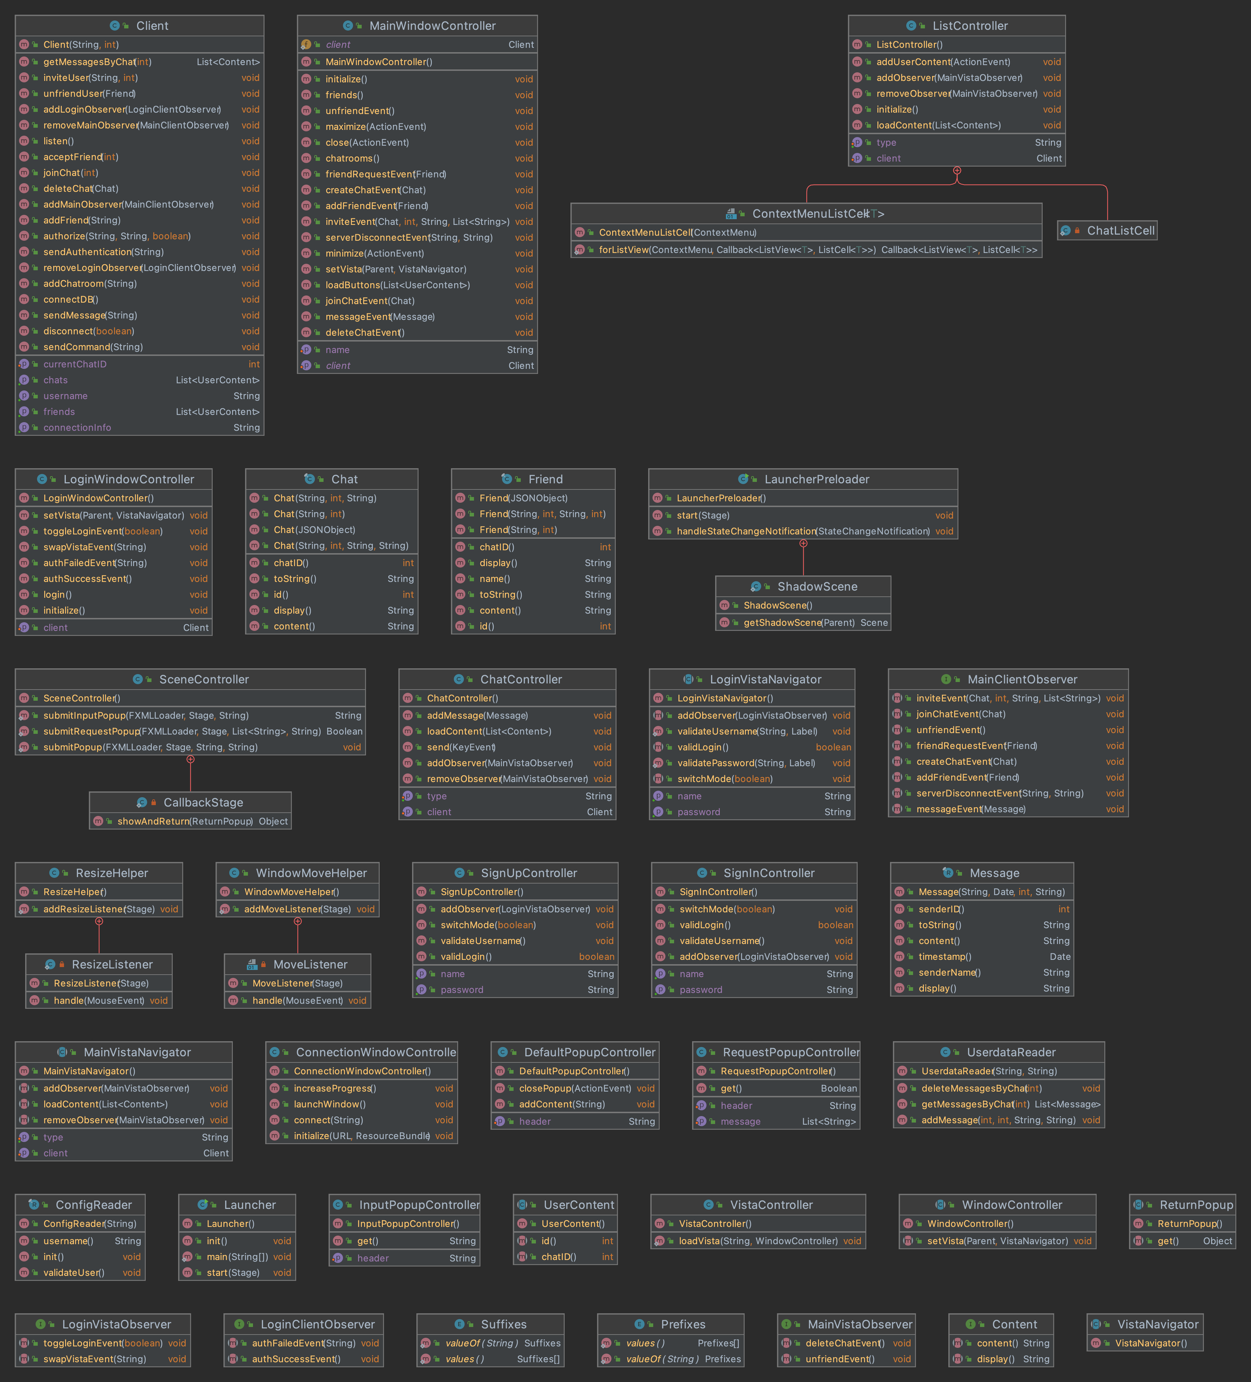 Client
Client(String, int)
getMessagesByChat(int) List<Content>
inviteUser(String, int) void
unfriendUser(Friend) void
addLoginObserver(LoginClientObserver) void
removeMainObserver(MainClientObserver) void
listen() void
acceptFriend(int) void
joinChat(int) void
deleteChat(Chat) void
addMainObserver(MainClientObserver) void
addFriend(String) void
authorize(String, String, boolean) void
sendAuthentication(String) void
removeLoginObserver(LoginClientObserver) void
addChatroom(String) void
connectDB() void
sendMessage(String) void
disconnect(boolean) void
sendCommand(String) void
currentChatID int
chats List<UserContent>
username String
friends List<UserContent>
connectionInfo String
MainWindowController
client Client
MainWindowController()
initialize() void
friends() void
unfriendEvent() void
maximize(ActionEvent) void
close(ActionEvent) void
chatrooms() void
friendRequestEvent(Friend) void
createChatEvent(Chat) void
addFriendEvent(Friend) void
inviteEvent(Chat, int, String, List<String>) void
serverDisconnectEvent(String, String) void
minimize(ActionEvent) void
setVista(Parent, VistaNavigator) void
loadButtons(List<UserContent>) void
joinChatEvent(Chat) void
messageEvent(Message) void
deleteChatEvent() void
name String
client Client
ListController
ListController()
addUserContent(ActionEvent) void
addObserver(MainVistaObserver) void
removeObserver(MainVistaObserver) void
initialize() void
loadContent(List<Content>) void
type String
client Client
ContextMenuListCell<T>
ContextMenuListCell(ContextMenu)
forListView(ContextMenu, Callback<ListView<T>, ListCell<T>>) Callback<ListView<T>, ListCell<T>>
ChatListCell
LoginWindowController
LoginWindowController()
setVista(Parent, VistaNavigator) void
toggleLoginEvent(boolean) void
swapVistaEvent(String) void
authFailedEvent(String) void
authSuccessEvent() void
login() void
initialize() void
client Client
Chat
Chat(String, int, String)
Chat(String, int)
Chat(JSONObject)
Chat(String, int, String, String)
chatID() int
toString() String
id() int
display() String
content() String
Friend
Friend(JSONObject)
Friend(String, int, String, int)
Friend(String, int)
chatID() int
display() String
name() String
toString() String
content() String
id() int
LauncherPreloader
LauncherPreloader()
start(Stage) void
handleStateChangeNotification(StateChangeNotification) void
ShadowScene
ShadowScene()
getShadowScene(Parent) Scene
SceneController
SceneController()
submitInputPopup(FXMLLoader, Stage, String) String
submitRequestPopup(FXMLLoader, Stage, List<String>, String) Boolean
submitPopup(FXMLLoader, Stage, String, String) void
CallbackStage
showAndReturn(ReturnPopup) Object
ChatController
ChatController()
addMessage(Message) void
loadContent(List<Content>) void
send(KeyEvent) void
addObserver(MainVistaObserver) void
removeObserver(MainVistaObserver) void
type String
client Client
LoginVistaNavigator
LoginVistaNavigator()
addObserver(LoginVistaObserver) void
validateUsername(String, Label) void
validLogin() boolean
validatePassword(String, Label) void
switchMode(boolean) void
name String
password String
MainClientObserver
inviteEvent(Chat, int, String, List<String>) void
joinChatEvent(Chat) void
unfriendEvent() void
friendRequestEvent(Friend) void
createChatEvent(Chat) void
addFriendEvent(Friend) void
serverDisconnectEvent(String, String) void
messageEvent(Message) void
ResizeHelper
ResizeHelper()
addResizeListener(Stage) void
ResizeListener
ResizeListener(Stage)
handle(MouseEvent) void
WindowMoveHelper
WindowMoveHelper()
addMoveListener(Stage) void
MoveListener
MoveListener(Stage)
handle(MouseEvent) void
SignUpController
SignUpController()
addObserver(LoginVistaObserver) void
switchMode(boolean) void
validateUsername() void
validLogin() boolean
name String
password String
SignInController
SignInController()
switchMode(boolean) void
validLogin() boolean
validateUsername() void
addObserver(LoginVistaObserver) void
name String
password String
Message
Message(String, Date, int, String)
senderID() int
toString() String
content() String
timestamp() Date
senderName() String
display() String
MainVistaNavigator
MainVistaNavigator()
addObserver(MainVistaObserver) void
loadContent(List<Content>) void
removeObserver(MainVistaObserver) void
type String
client Client
ConnectionWindowControlle
ConnectionWindowController()
increaseProgress() void
launchWindow() void
connect(String) void
initialize(URL, ResourceBundle) void
DefaultPopupController
DefaultPopupController()
closePopup(ActionEvent) void
addContent(String) void
header String
RequestPopupController
RequestPopupController()
get() Boolean
header String
message List<String>
UserdataReader
UserdataReader(String, String)
deleteMessagesByChat(int) void
getMessagesByChat(int) List<Message>
addMessage(int, int, String, String) void
ConfigReader
ConfigReader(String)
username() String
init() void
validateUser() void
Launcher
Launcher()
init() void
main(String[]) void
start(Stage) void
InputPopupController
InputPopupController()
get() String
header String
UserContent
UserContent()
id() int
chatID() int
VistaController
VistaController()
loadVista(String, WindowController) void
WindowController
WindowController()
setVista(Parent, VistaNavigator) void
ReturnPopup
ReturnPopup()
get() Object
LoginVistaObserver
toggleLoginEvent(boolean) void
swapVistaEvent(String) void
LoginClientObserver
authFailedEvent(String) void
authSuccessEvent() void
Suffixes
valueOf(String) Suffixes
values() Suffixes[]
Prefixes
values() Prefixes[]
valueOf(String) Prefixes
MainVistaObserver
deleteChatEvent() void
unfriendEvent() void
Content
content() String
display() String
VistaNavigator
VistaNavigator()